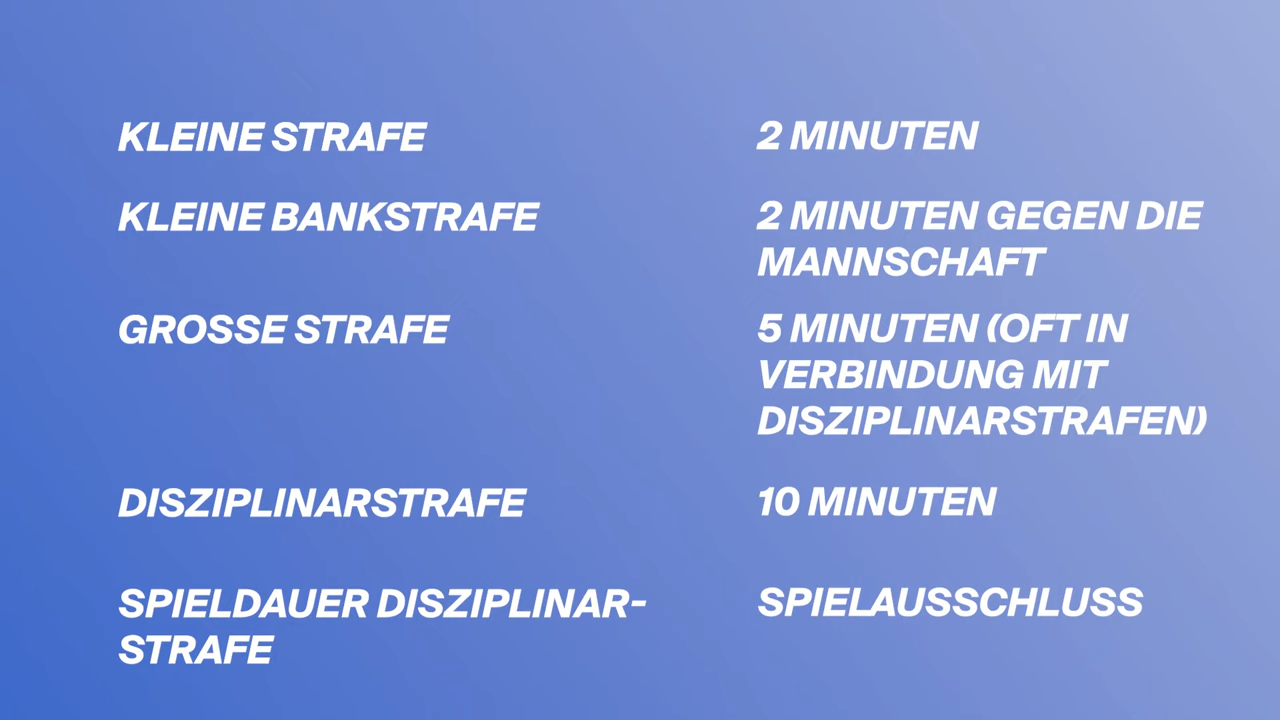 KLEINE STRAFE
2 MINUTEN
KLEINE BANKSTRAFE
2 MINUTEN GEGEN DIE
MANNSCHAFT
GROSSE STRAFE
5 MINUTEN (OFT IN
VERBINDUNG MIT
DISZIPLINARSTRAFEN)
DISZIPLINARSTRAFE
10 MINUTEN
SPIELDAUER DISZIPLINAR-
STRAFE
SPIELAUSSCHLUSS